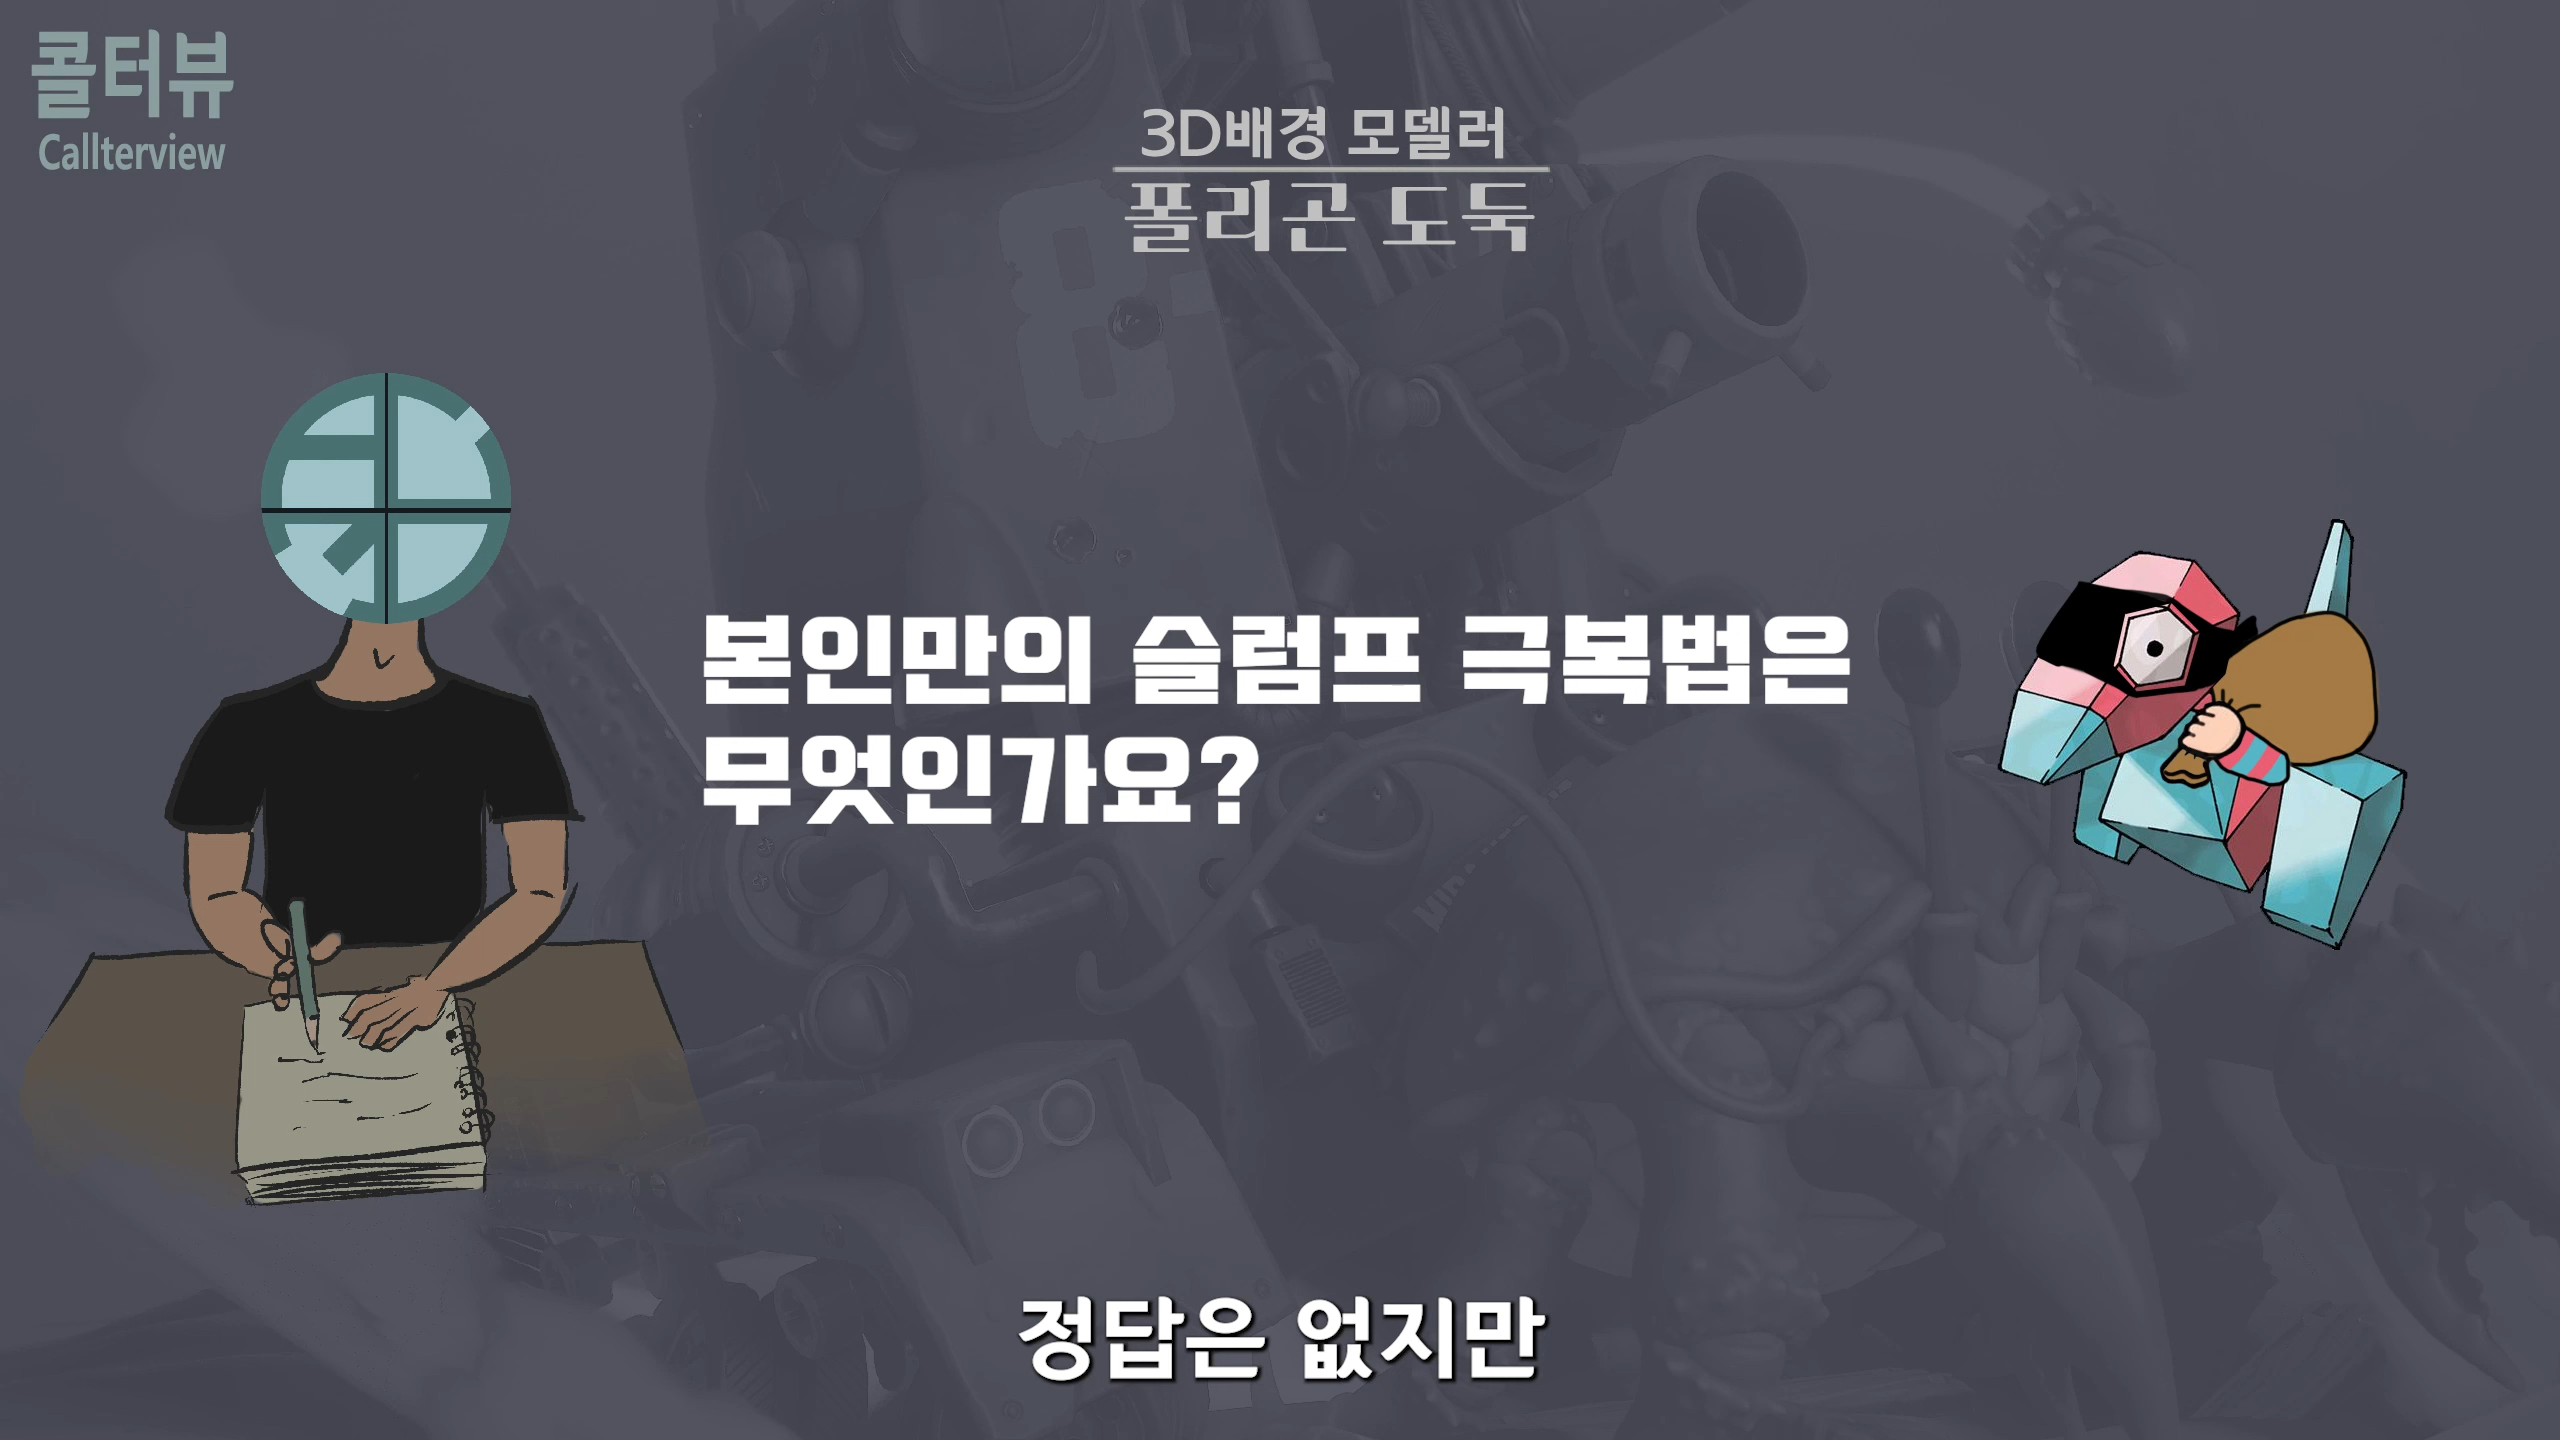 콜터뷰
Callterview
3D배경 모델러
폴리곤 도둑
본인만의 슬럼프 극복법은
무엇인가요?
정답은 없지만